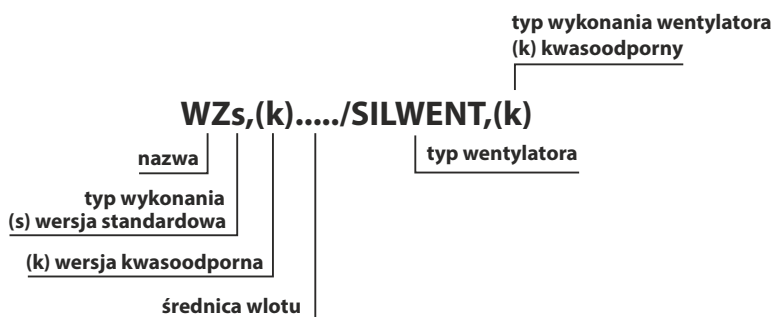 typ wykonania wentylatora
(k) kwasoodporny
WZs,(k)...../SILWENT,(k)
nazwa
typ wentylatora
typ wykonania
(s) wersja standardowa
(k) wersja kwasoodporna
średnica wlotu